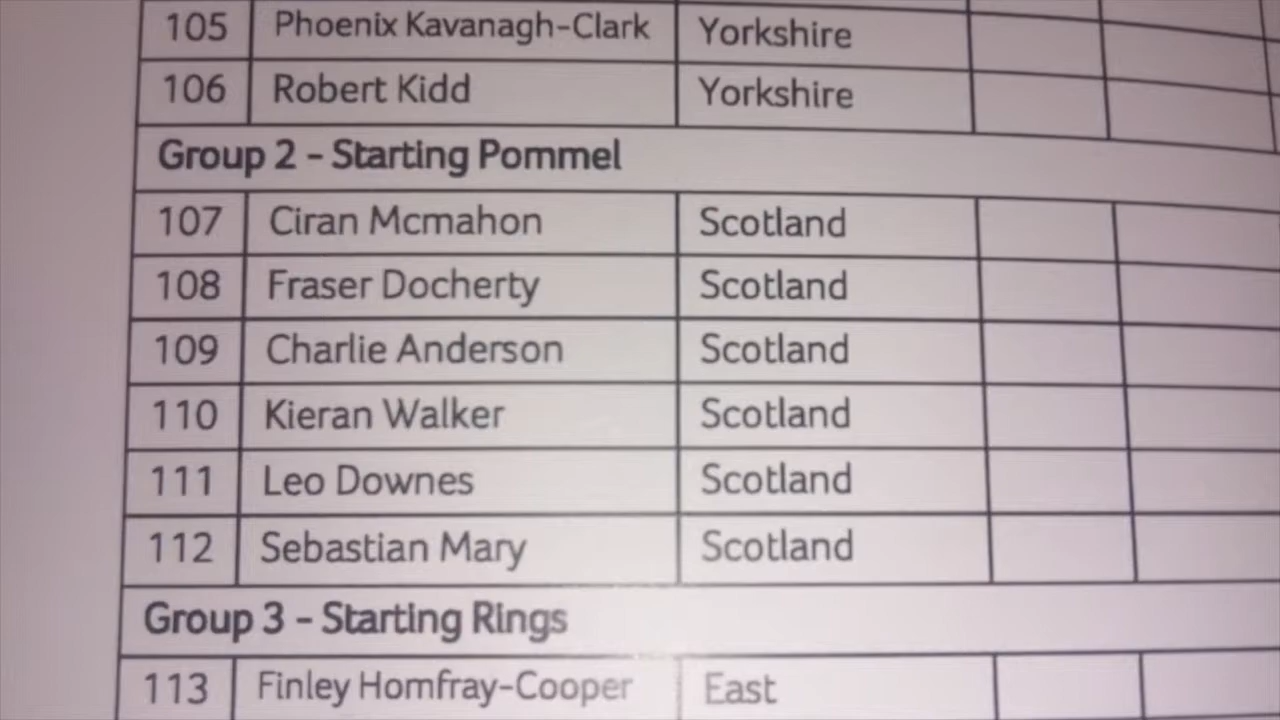 105 Phoenix Kavanagh-Clark Yorkshire
106 Robert Kidd Yorkshire
Group 2 - Starting Pommel
107 Ciran Mcmahon Scotland
108 Fraser Docherty Scotland
109 Charlie Anderson Scotland
110 Kieran Walker Scotland
111 Leo Downes Scotland
112 Sebastian Mary Scotland
Group 3 - Starting Rings
113 Finley Homfray-Cooper East